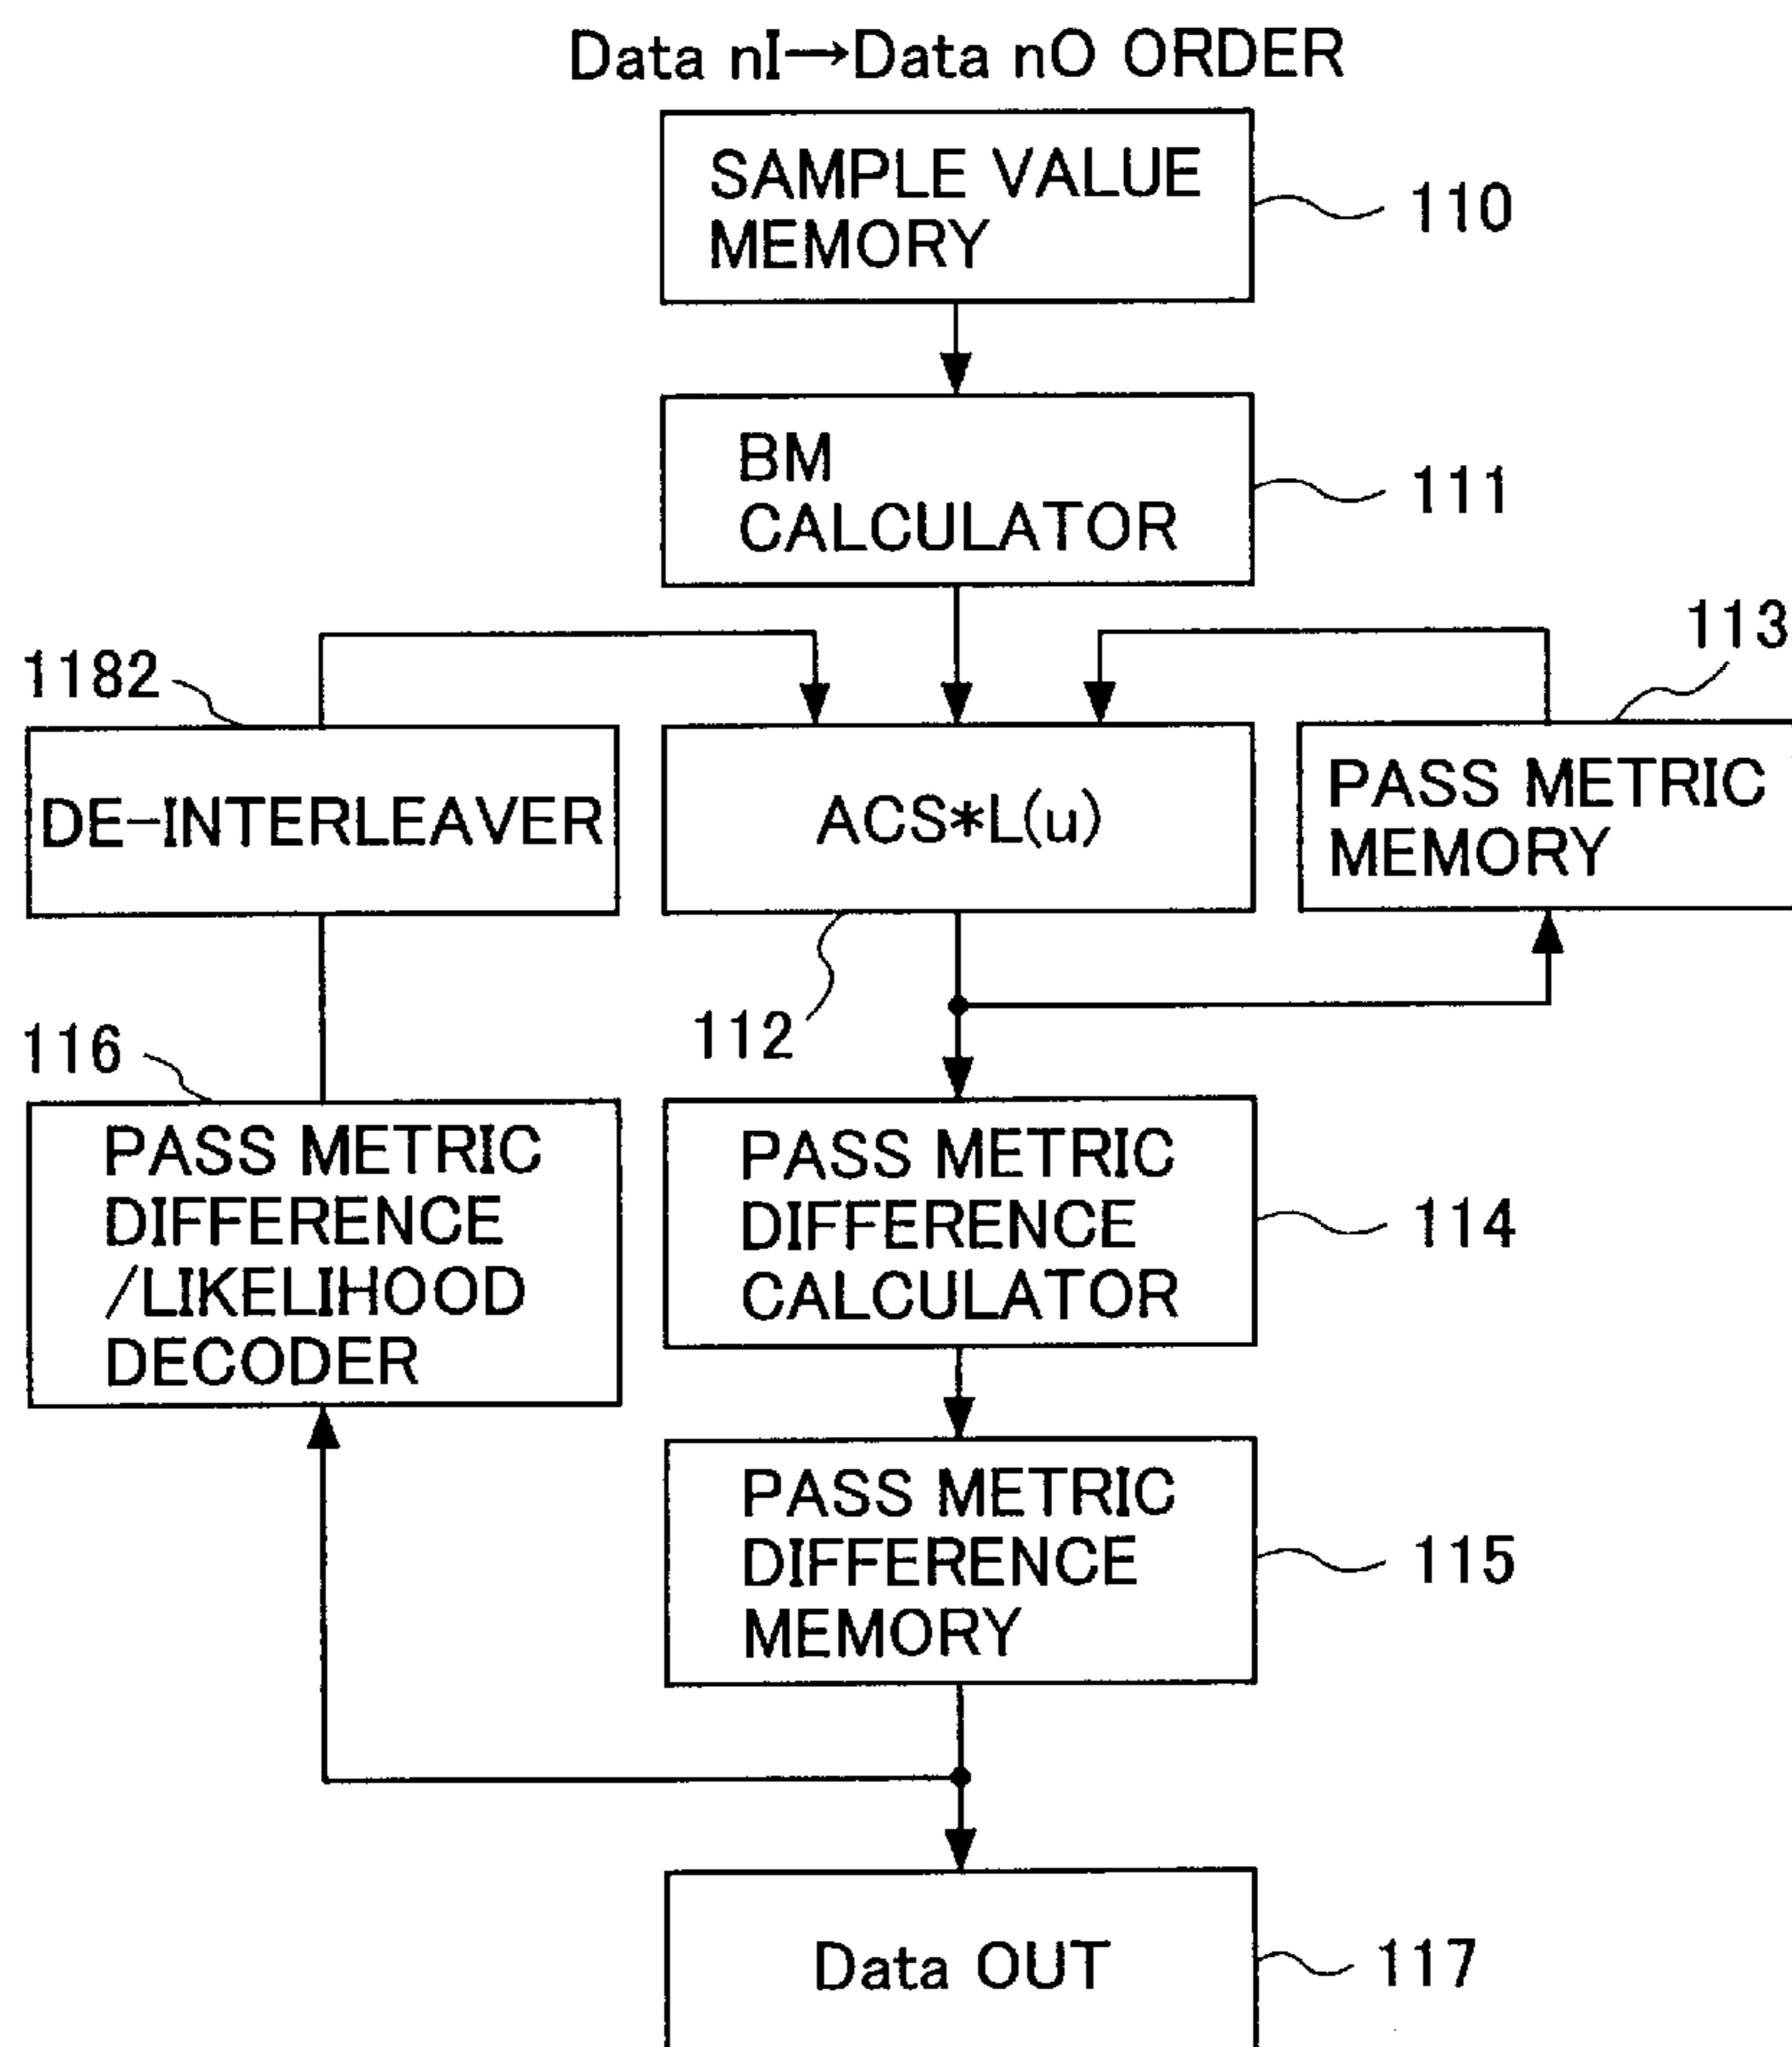 Data nI→Data nO ORDER
SAMPLE VALUE
MEMORY
110
BM
CALCULATOR
111
113
1182
DE-INTERLEAVER
ACS*L(u)
PASS METRIC
MEMORY
112
116
PASS METRIC
DIFFERENCE
/LIKELIHOOD
DECODER
PASS METRIC
DIFFERENCE
CALCULATOR
114
PASS METRIC
DIFFERENCE
MEMORY
115
Data OUT
117